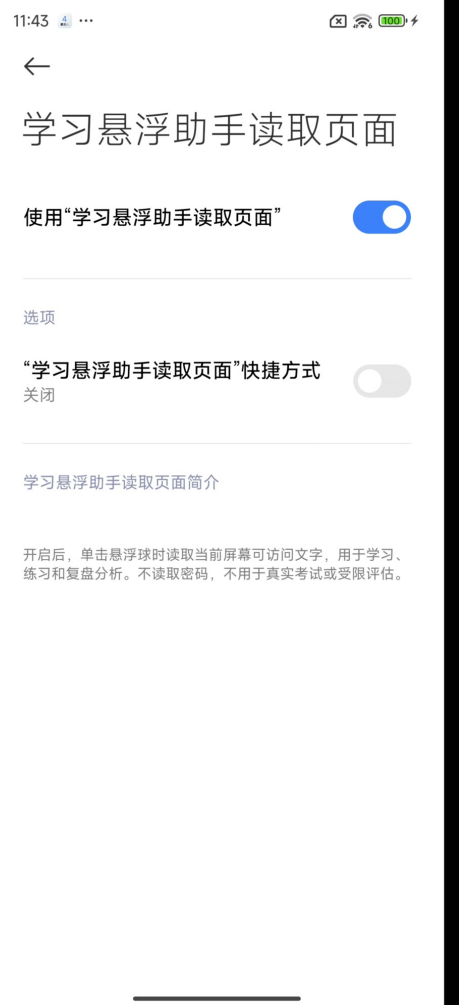 11:43
100
学习悬浮助手读取页面
使用“学习悬浮助手读取页面”
选项
“学习悬浮助手读取页面”快捷方式
关闭
学习悬浮助手读取页面简介
开启后，单击悬浮球时读取当前屏幕可访问文字，用于学习、
练习和复盘分析。不读取密码，不用于真实考试或受限评估。